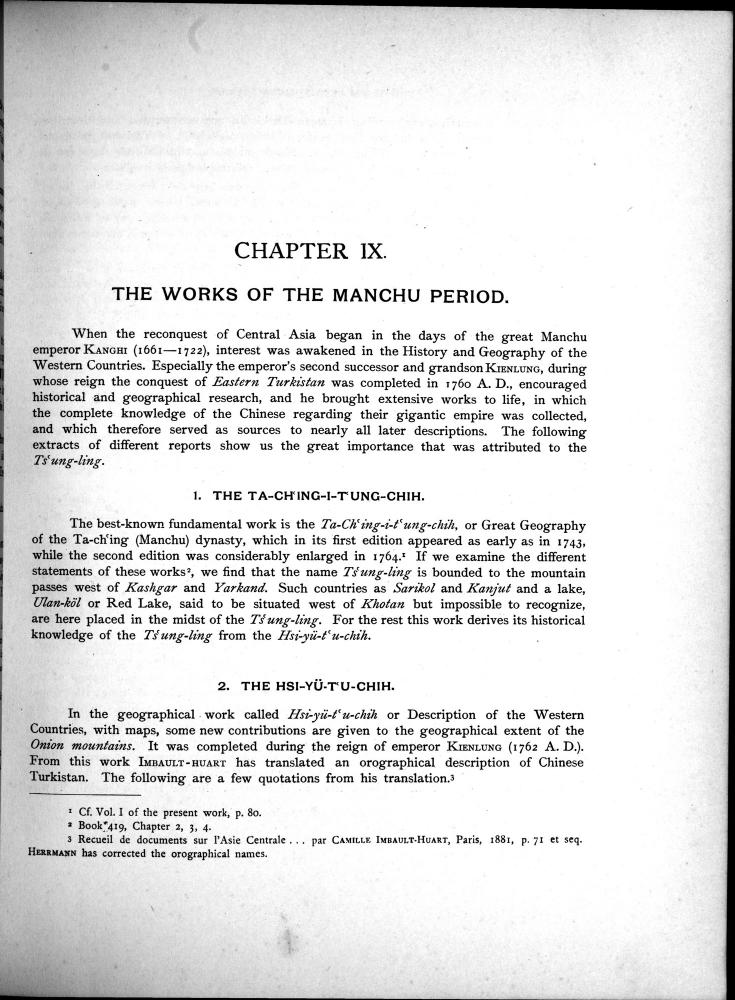 CHAPTER IX.
THE WORKS OF THE MANCHU PERIOD.
When the reconquest of Central Asia began in the days of the great Manchu
emperor KANGHI (1661—1722), interest was awakened in the History and Geography of the
Western Countries. Especially the emperor's second successor and grandson KIENLUNG, during
whose reign the conquest of Eastern Turkistan was completed in 1760 A. D., encouraged
historical and geographical research, and he brought extensive works to life, in which
the complete knowledge of the Chinese regarding their gigantic empire was collected,
and which therefore served as sources to nearly all later descriptions. The following
extracts of different reports show us the great importance that was attributed to the
Ts'ung-ling.
1. THE TA-CH'ING-I-T'UNG-CHIH.
The best-known fundamental work is the Ta-Ch'ing-i-t'ung-chih, or Great Geography
of the Ta-ch'ing (Manchu) dynasty, which in its first edition appeared as early as in 1743,
while the second edition was considerably enlarged in 1764.¹ If we examine the different
statements of these works², we find that the name Ts'ung-ling is bounded to the mountain
passes west of Kashgar and Yarkand. Such countries as Sarikol and Kanjut and a lake,
Ulan-köl or Red Lake, said to be situated west of Khotan but impossible to recognize,
are here placed in the midst of the Ts'ung-ling. For the rest this work derives its historical
knowledge of the Ts'ung-ling from the Hsi-yü-t'u-chih.
2. THE HSI-YÜ-T'U-CHIH.
In the geographical work called Hsi-yü-t'u-chih or Description of the Western
Countries, with maps, some new contributions are given to the geographical extent of the
Onion mountains. It was completed during the reign of emperor KIENLUNG (1762 A. D.).
From this work IMBAULT-HUART has translated an orographical description of Chinese
Turkistan. The following are a few quotations from his translation.³
¹ Cf. Vol. I of the present work, p. 80.
² Book 419, Chapter 2, 3, 4.
³ Recueil de documents sur l'Asie Centrale . . . par CAMILLE IMBAULT-HUART, Paris, 1881, p. 71 et seq.
HERRMANN has corrected the orographical names.